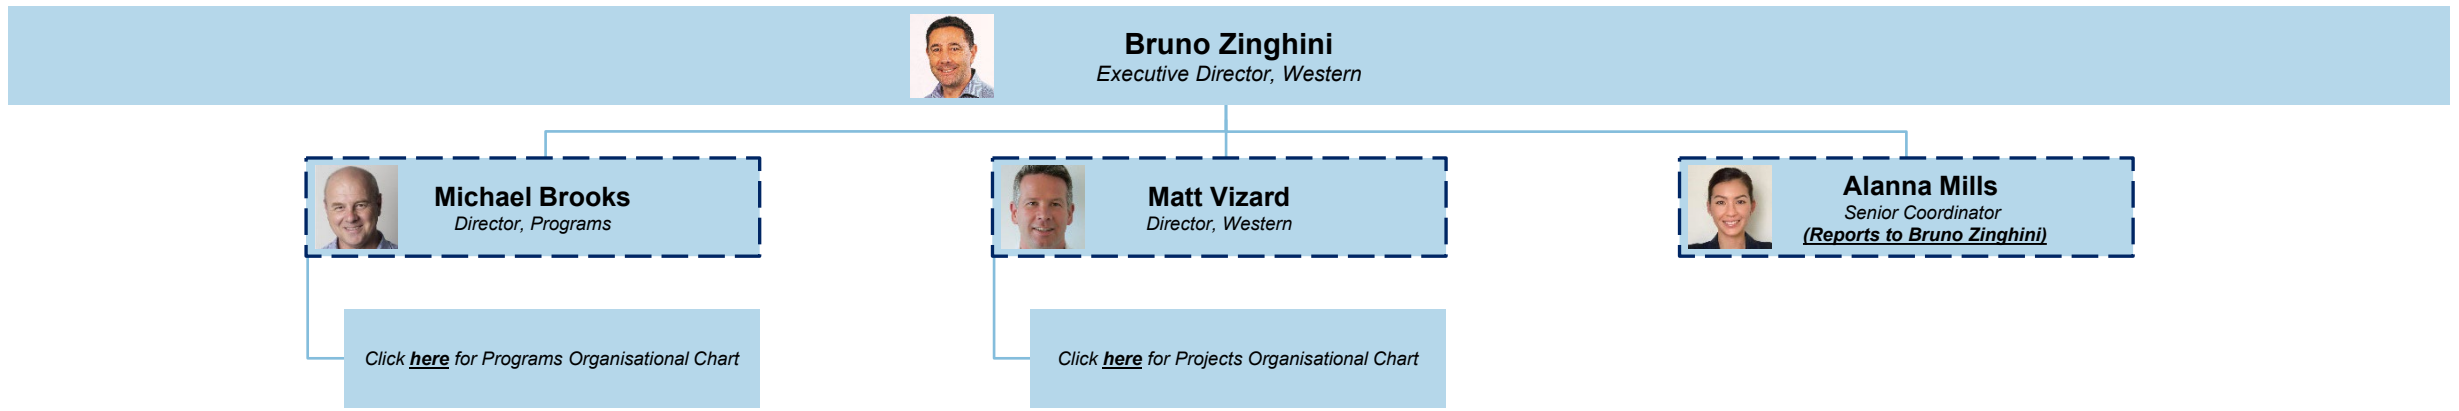 Bruno Zinghini
Executive Director, Western
Michael Brooks
Director, Programs
Matt Vizard
Director, Western
Alanna Mills
Senior Coordinator
(Reports to Bruno Zinghini)
Click here for Programs Organisational Chart
Click here for Projects Organisational Chart